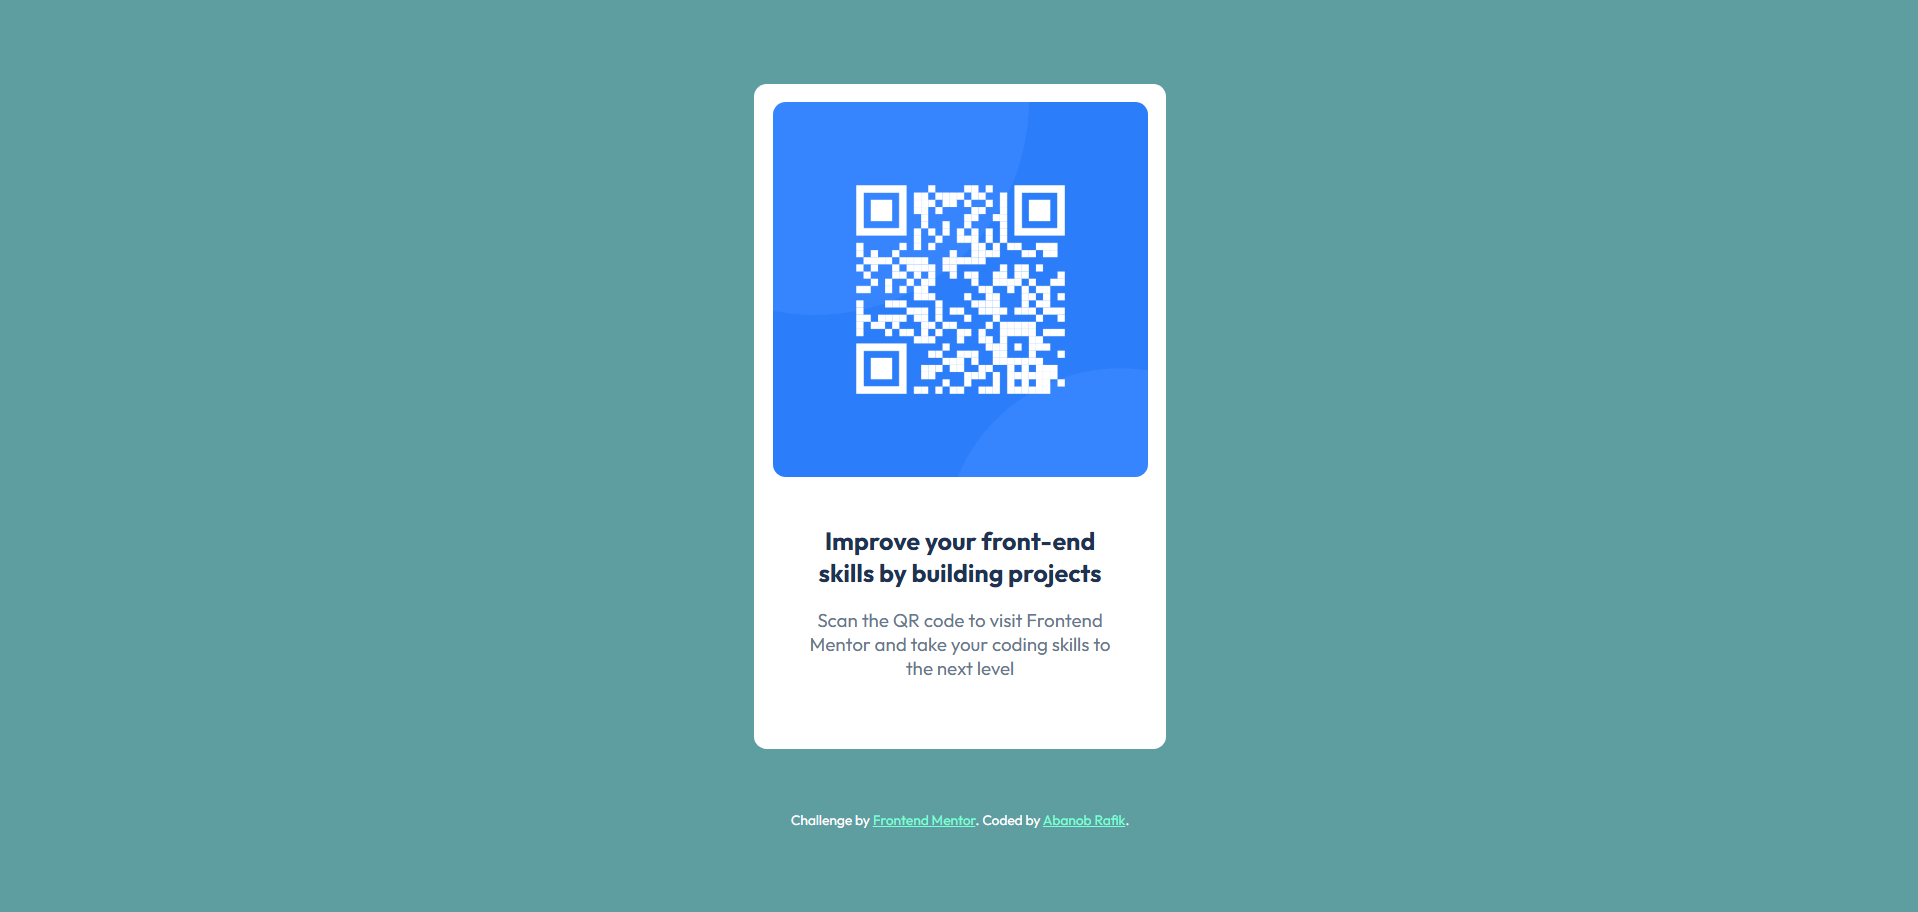 Improve your front-end
skills by building projects
Scan the QR code to visit Frontend
Mentor and take your coding skills to
the next level
Challenge by Frontend Mentor. Coded by Abanob Rafik.